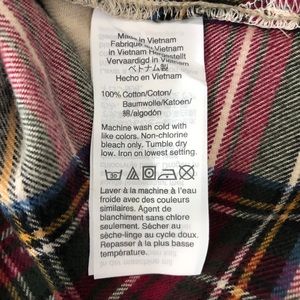 Made in Vietnam
Fabriqué en Vietnam
in Vietnam Hergestellt
Vervaardigd in Vietnam
ベトナム製
Hecho en Vietnam
100% Cotton/Coton/
Baumwolle/Katoen/
綿/algodón
Machine wash cold with
like colors. Non-chlorine
bleach only. Tumble dry
low. Iron on lowest setting.
Laver à la machine à l'eau
froide avec des couleurs
similaires. Agent de
blanchiment sans chlore
seulement. Sécher au
sèche-linge au cycle doux.
Repasser à la plus basse
température.